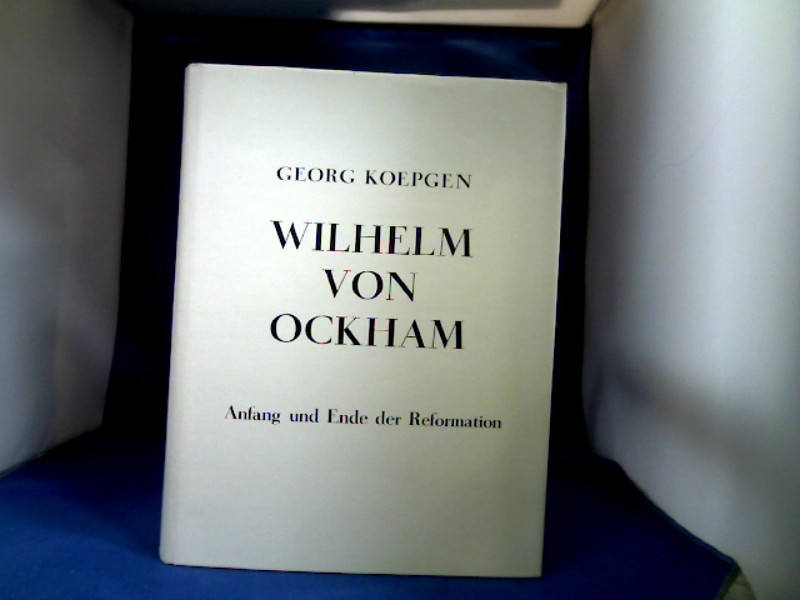 GEORG KOEPGEN
WILHELM
VON
OCKHAM
Anfang und Ende der Reformation